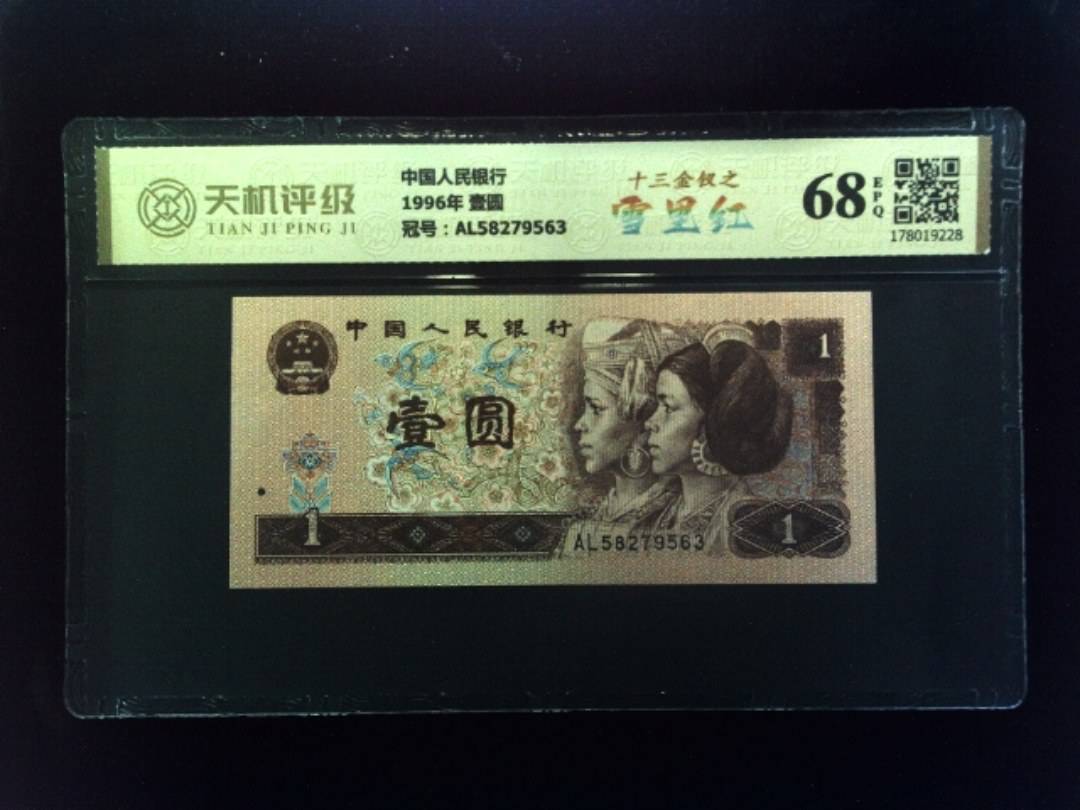 天机评级
TIAN JI PING JI
中国人民银行
1996年 壹圆
冠号：AL58279563
十三金钗之
雪里红
68
EPQ
178019228
中国人民银行
1
壹圆
1
AL58279563
1